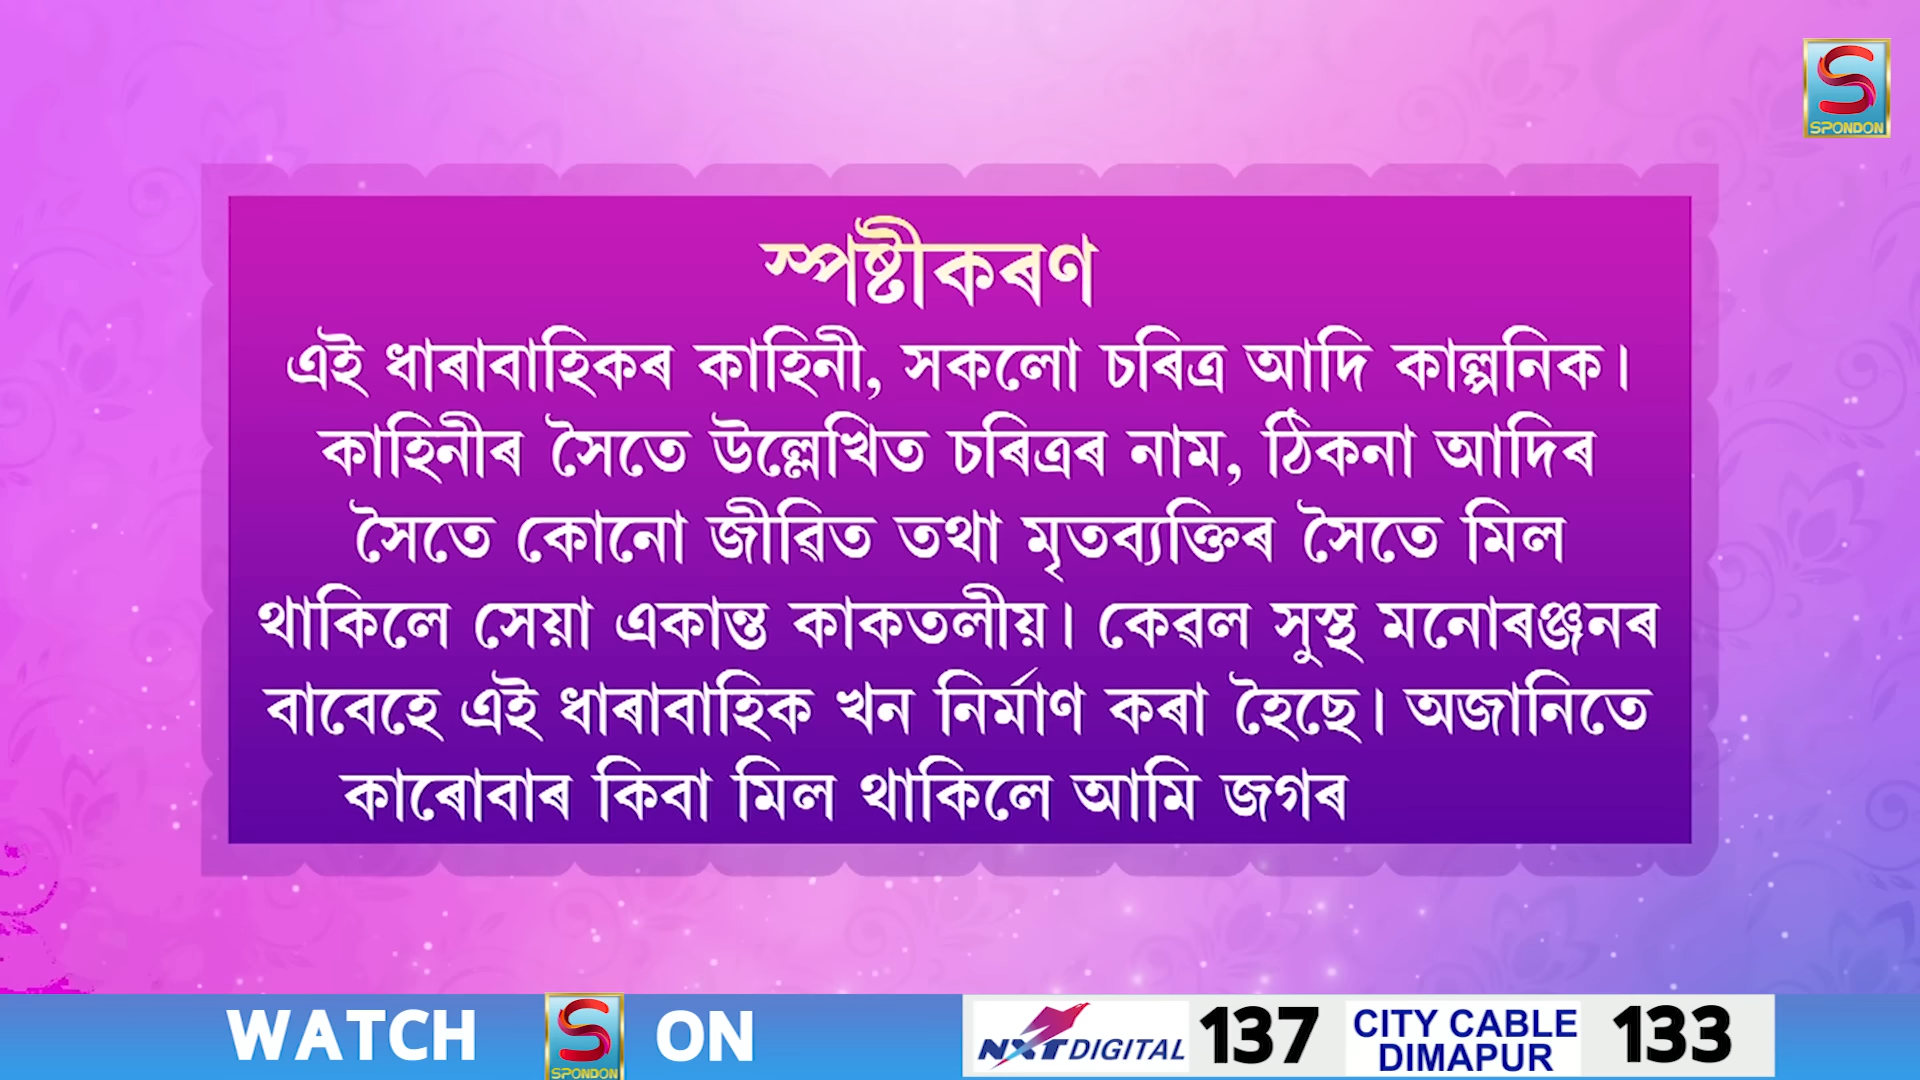 SPONDON
স্পষ্টীকৰণ
এই ধাৰাবাহিকৰ কাহিনী, সকলো চৰিত্ৰ আদি কাল্পনিক।
কাহিনীৰ সৈতে উল্লেখিত চৰিত্ৰৰ নাম, ঠিকনা আদিৰ
সৈতে কোনো জীৱিত তথা মৃতব্যক্তিৰ সৈতে মিল
থাকিলে সেয়া একান্ত কাকতলীয়। কেৱল সুস্থ মনোৰঞ্জনৰ
বাবেহে এই ধাৰাবাহিক খন নিৰ্মাণ কৰা হৈছে। অজানিতে
কাৰোবাৰ কিবা মিল থাকিলে আমি জগৰ
WATCH SPONDON ON NXT DIGITAL 137 CITY CABLE DIMAPUR 133